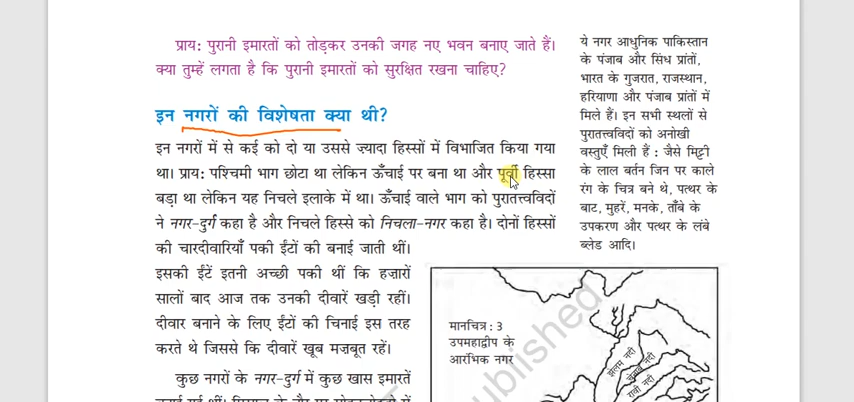 प्राय: पुरानी इमारतों को तोड़कर उनकी जगह नए भवन बनाए जाते हैं।
क्या तुम्हें लगता है कि पुरानी इमारतों को सुरक्षित रखना चाहिए?
इन नगरों की विशेषता क्या थी?
इन नगरों में से कई को दो या उससे ज़्यादा हिस्सों में विभाजित किया गया
था। प्राय: पश्चिमी भाग छोटा था लेकिन ऊँचाई पर बना था और पूर्वी हिस्सा
बड़ा था लेकिन यह निचले इलाके में था। ऊँचाई वाले भाग को पुरातत्त्वविदों
ने नगर-दुर्ग कहा है और निचले हिस्से को निचला-नगर कहा है। दोनों हिस्सों
की चारदीवारियाँ पकी ईंटों की बनाई जाती थीं।
इसकी ईंटें इतनी अच्छी पकी थीं कि हज़ारों
सालों बाद आज तक उनकी दीवारें खड़ी रहीं।
दीवार बनाने के लिए ईंटों की चिनाई इस तरह
करते थे जिससे कि दीवारें खूब मज़बूत रहें।
कुछ नगरों के नगर-दुर्ग में कुछ खास इमारतें
ये नगर आधुनिक पाकिस्तान
के पंजाब और सिंध प्रांतों,
भारत के गुजरात, राजस्थान,
हरियाणा और पंजाब प्रांतों में
मिले हैं। इन सभी स्थलों से
पुरातत्त्वविदों को अनोखी
वस्तुएँ मिली हैं : जैसे मिट्टी
के लाल बर्तन जिन पर काले
रंग के चित्र बने थे, पत्थर के
बाट, मुहरें, मनके, ताँबे के
उपकरण और पत्थर के लंबे
ब्लेड आदि।
मानचित्र : 3
उपमहाद्वीप के
आरंभिक नगर
झेलम नदी
चेनाब नदी
रावी नदी
published